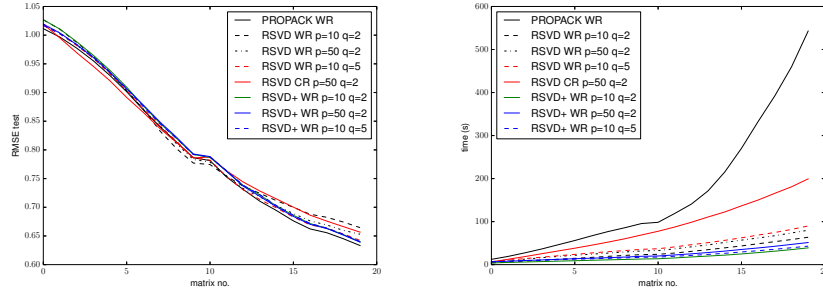 1.05
1.00
0.95
0.90
0.85
0.80
0.75
0.70
0.65
0.60
RMSE test
0 5 10 15 20
matrix no.
PROPACK WR
RSVD WR p=10 q=2
RSVD WR p=50 q=2
RSVD WR p=10 q=5
RSVD CR p=50 q=2
RSVD+ WR p=10 q=2
RSVD+ WR p=50 q=2
RSVD+ WR p=10 q=5
600
500
400
300
200
100
0
time (s)
0 5 10 15
matrix no.
PROPACK WR
RSVD WR p=10 q=2
RSVD WR p=50 q=2
RSVD WR p=10 q=5
RSVD CR p=50 q=2
RSVD+ WR p=10 q=2
RSVD+ WR p=50 q=2
RSVD+ WR p=10 q=5